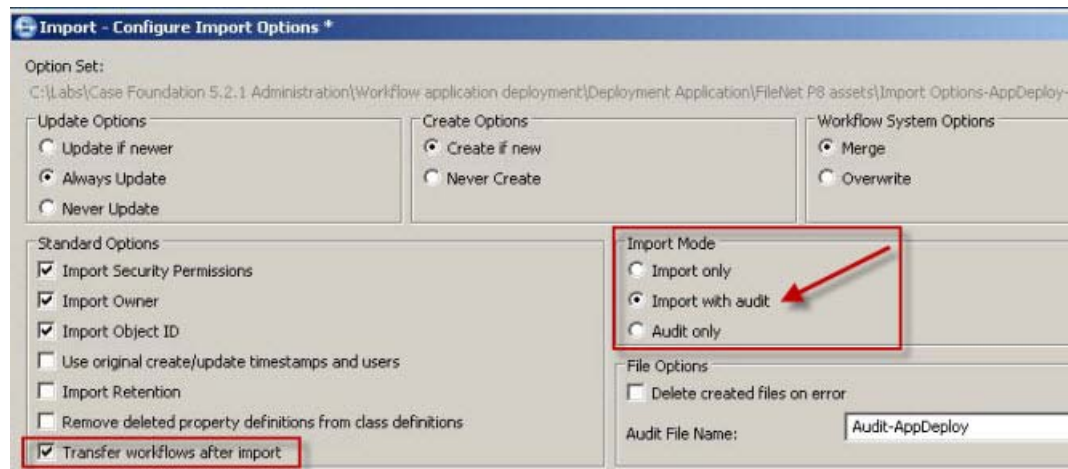 Import - Configure Import Options *
Option Set:
C:\Labs\Case Foundation 5.2.1 Administration\Workflow application deployment\Deployment Application\FileNet P8 assets\Import Options-AppDeploy-
Update Options
Update if newer
Always Update
Never Update
Create Options
Create if new
Never Create
Workflow System Options
Merge
Overwrite
Standard Options
Import Security Permissions
Import Owner
Import Object ID
Use original create/update timestamps and users
Import Retention
Remove deleted property definitions from class definitions
Transfer workflows after import
Import Mode
Import only
Import with audit
Audit only
File Options
Delete created files on error
Audit File Name:
Audit-AppDeploy